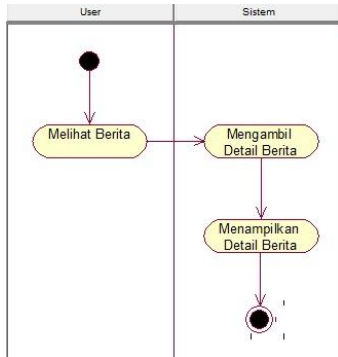 User
Sistem
Melihat Berita
Mengambil
Detail Berita
Menampilkan
Detail Berita